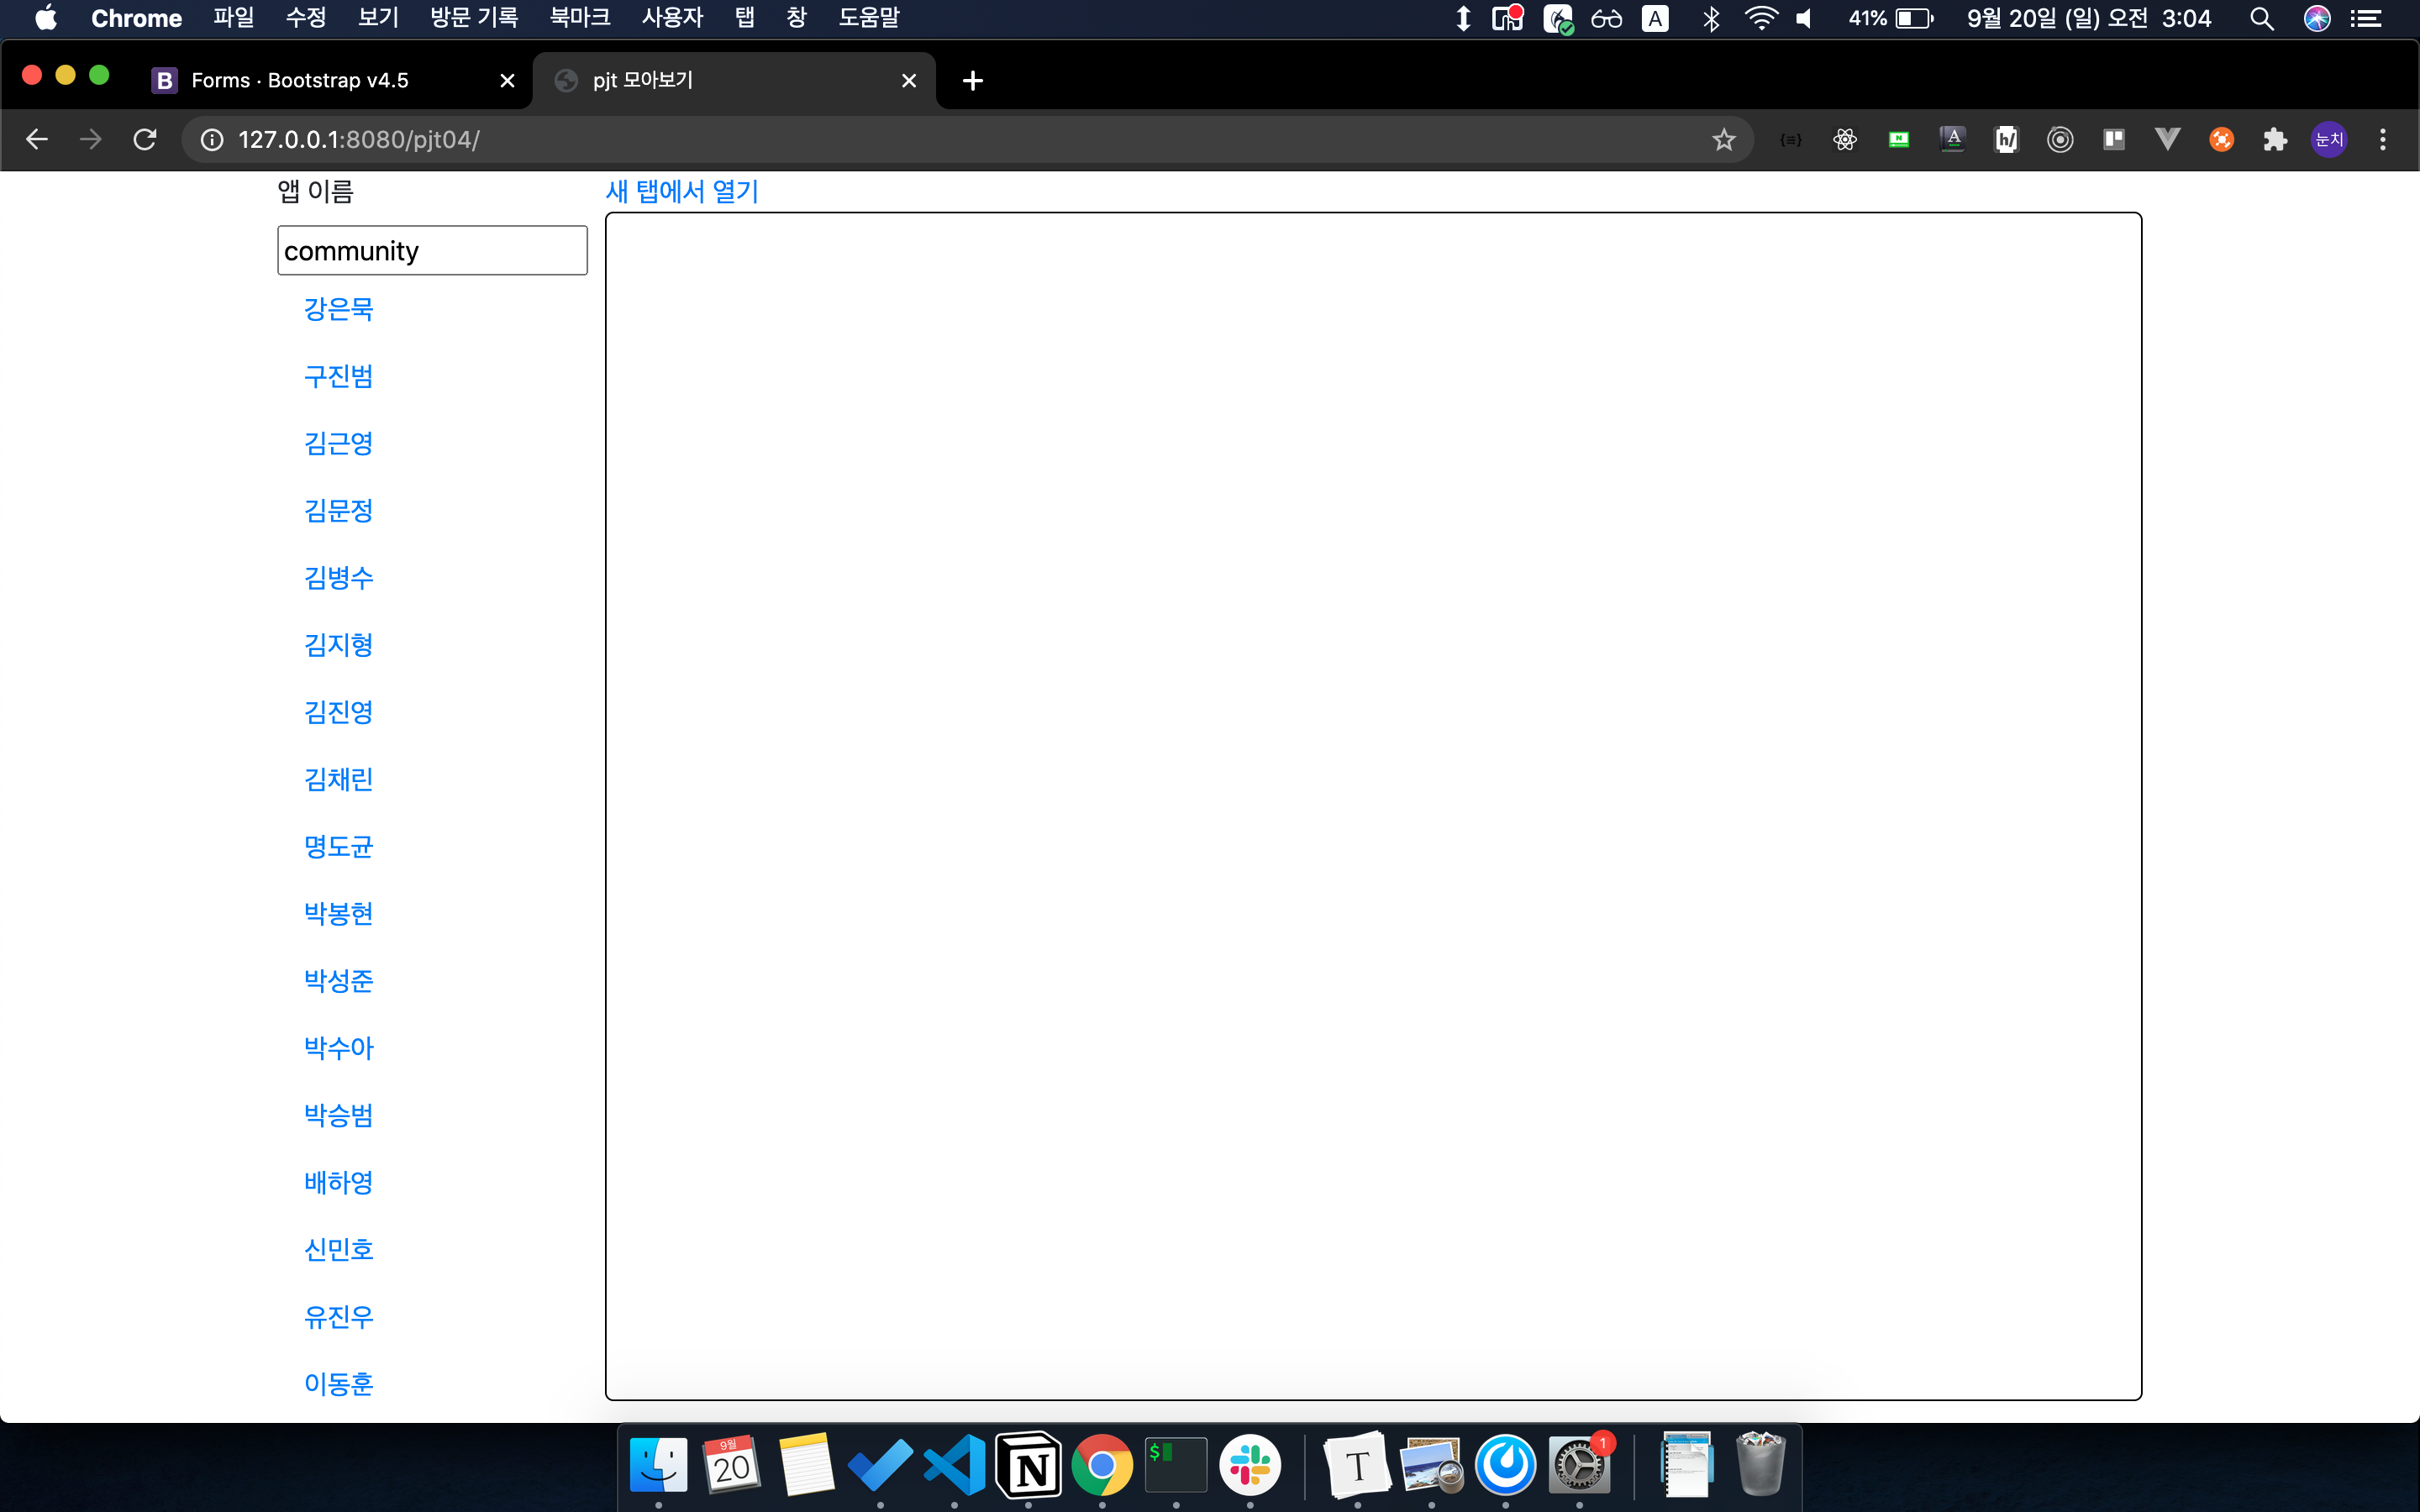 Chrome 파일 수정 보기 방문 기록 북마크 사용자 탭 창 도움말 A 41% 9월 20일 (일) 오전 3:04
B Forms · Bootstrap v4.5 pjt 모아보기
127.0.0.1:8080/pjt04/ N A h/ 눈치
앱 이름
새 탭에서 열기
community
강은묵
구진범
김근영
김문정
김병수
김지형
김진영
김채린
명도균
박봉현
박성준
박수아
박승범
배하영
신민호
유진우
이동훈
9월
20
N
$
T
1